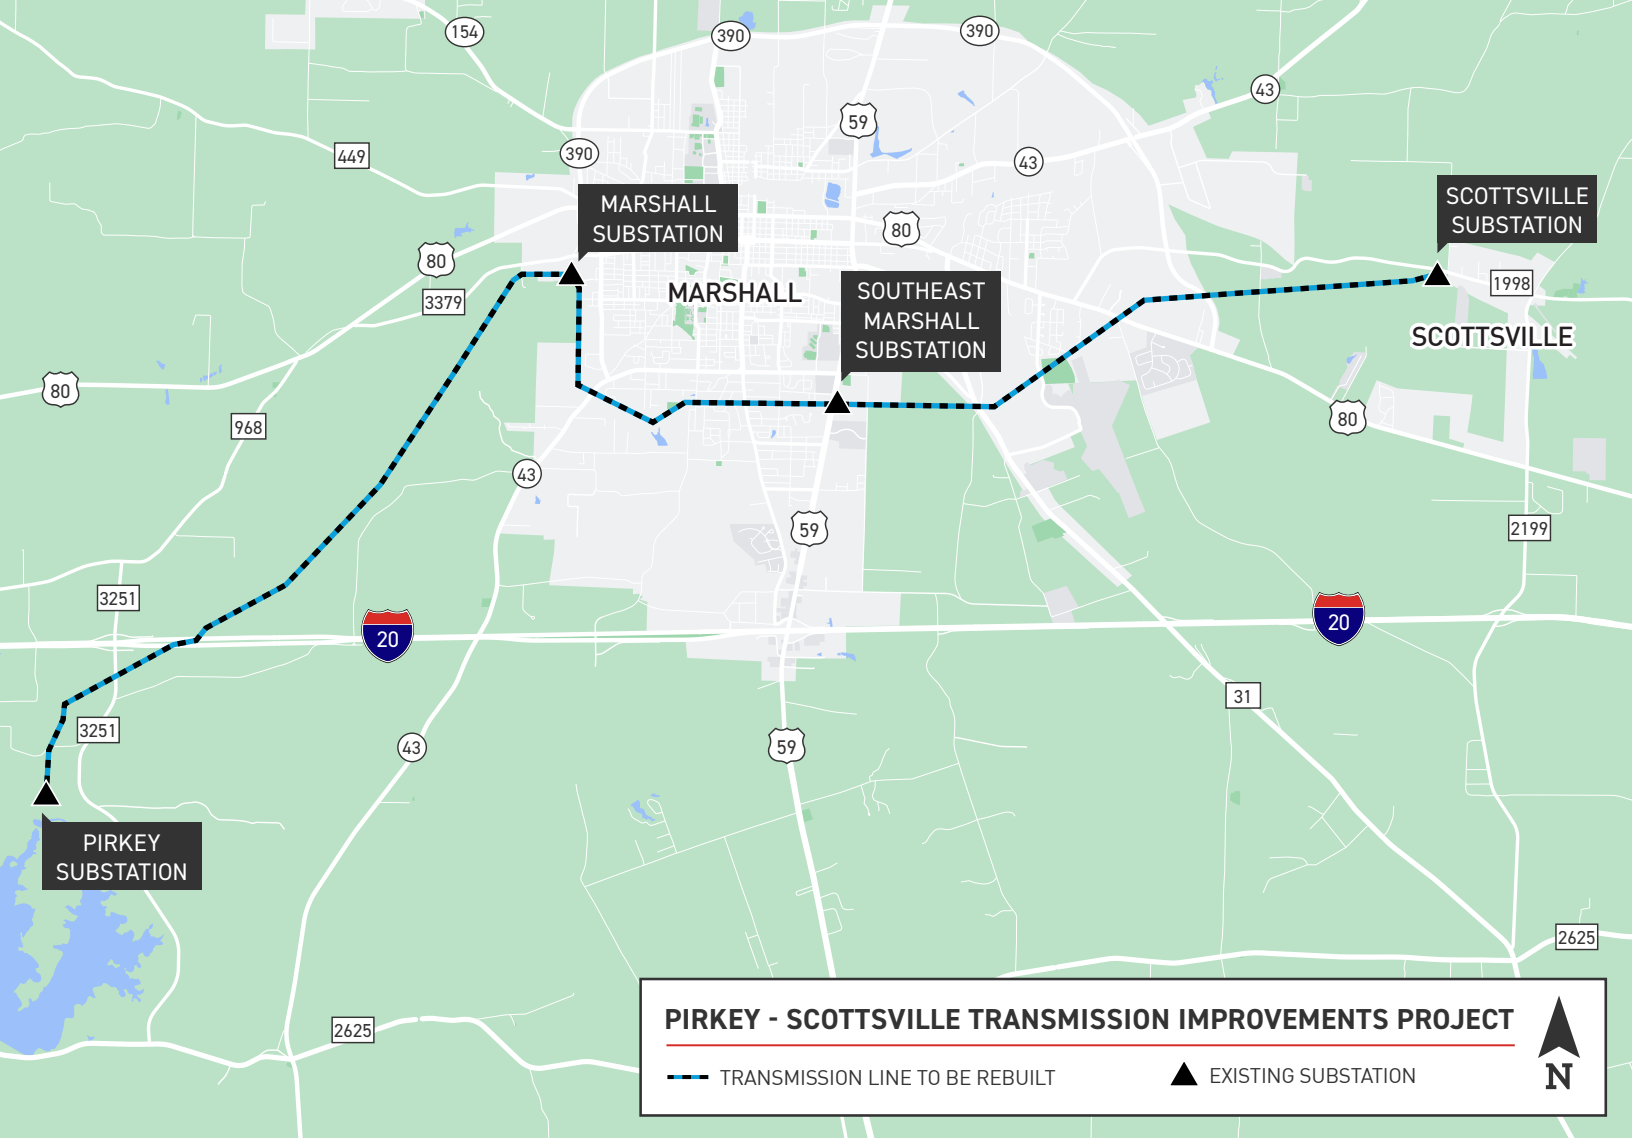 154
390
390
43
59
449
390
43
MARSHALL
SUBSTATION
SCOTTSVILLE
SUBSTATION
80
80
3379
MARSHALL
SOUTHEAST
MARSHALL
SUBSTATION
1998
SCOTTSVILLE
80
968
80
43
59
2199
3251
20
20
31
3251
43
59
PIRKEY
SUBSTATION
2625
2625
PIRKEY - SCOTTSVILLE TRANSMISSION IMPROVEMENTS PROJECT
TRANSMISSION LINE TO BE REBUILT
EXISTING SUBSTATION
N